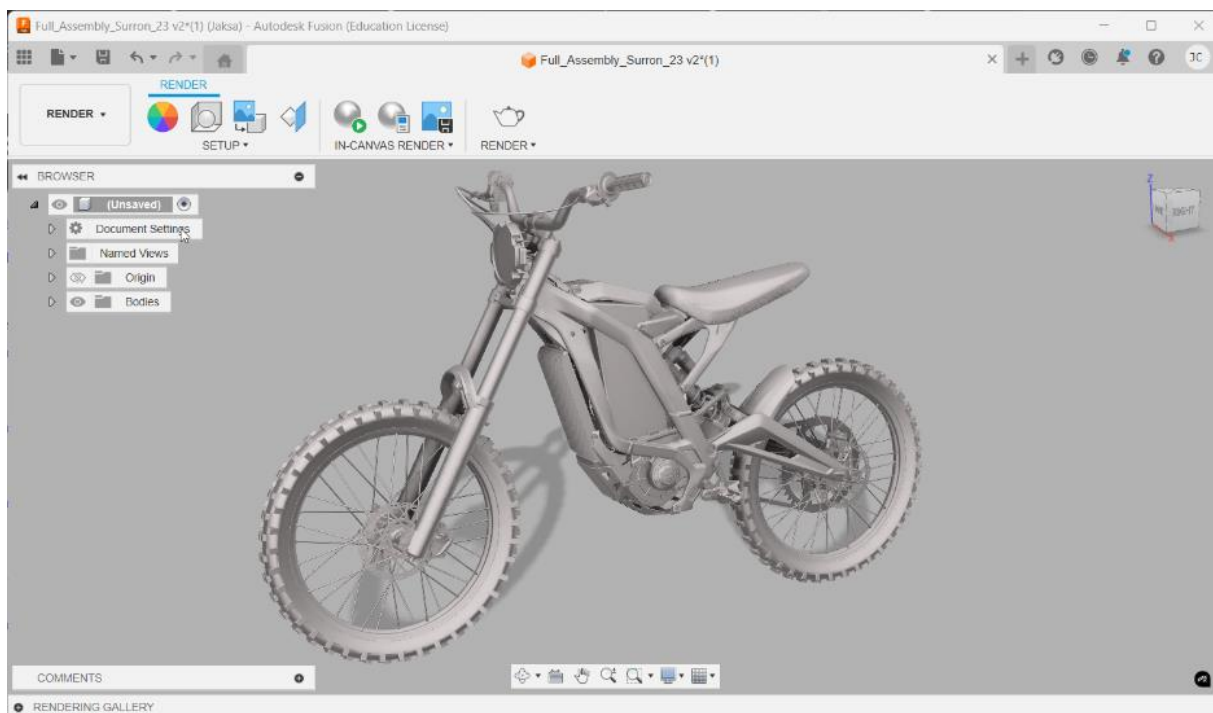 Full_Assembly_Surron_23 v2*(1) (Jaksa) - Autodesk Fusion (Education License)
Full_Assembly_Surron_23 v2*(1)
JC
RENDER
RENDER
SETUP
IN-CANVAS RENDER
RENDER
BROWSER
(Unsaved)
Document Settings
Named Views
Origin
Bodies
Z
RIGHT
X
COMMENTS
RENDERING GALLERY